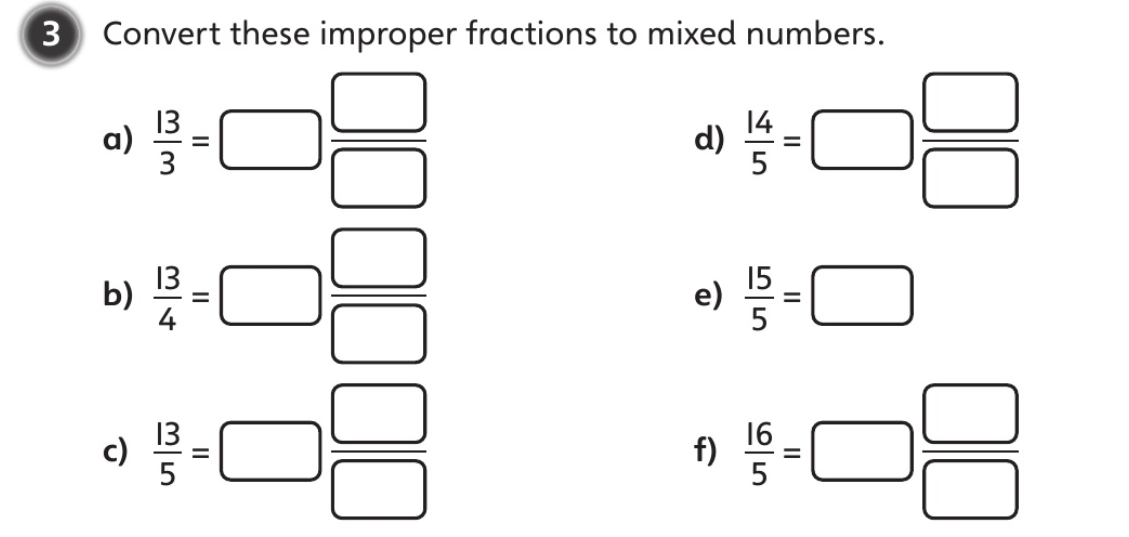 3 Convert these improper fractions to mixed numbers.
a) 13/3 =
d) 14/5 =
b) 13/4 =
e) 15/5 =
c) 13/5 =
f) 16/5 =